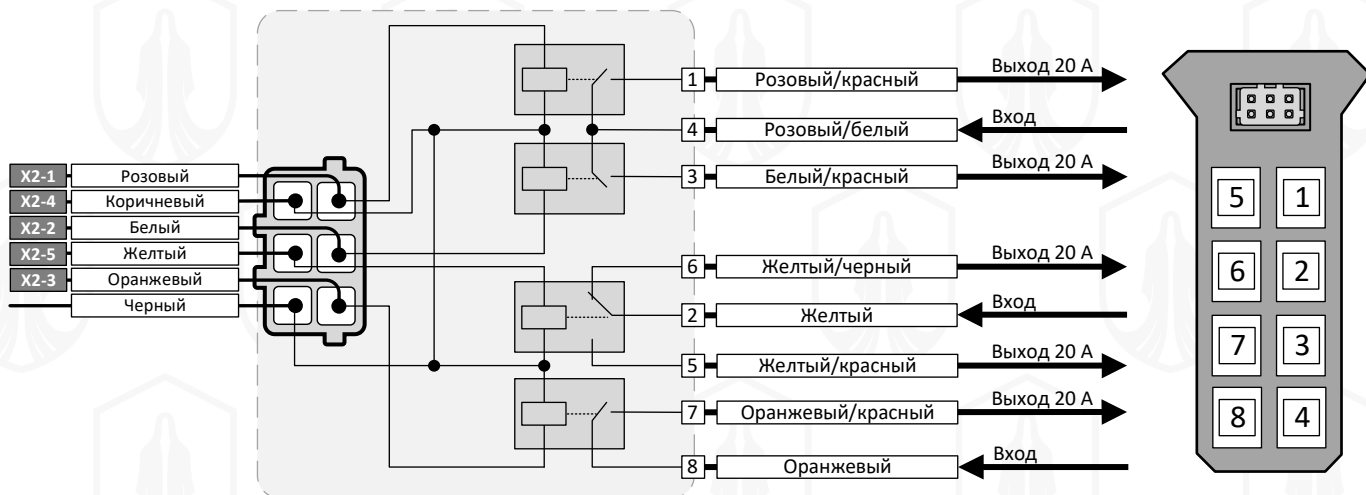 1 Розовый/красный Выход 20 А
4 Розовый/белый Вход
3 Белый/красный Выход 20 А
X2-1 Розовый
X2-4 Коричневый
X2-2 Белый
X2-5 Желтый
X2-3 Оранжевый
Черный
6 Желтый/черный Выход 20 А
2 Желтый Вход
5 Желтый/красный Выход 20 А
7 Оранжевый/красный Выход 20 А
8 Оранжевый Вход
5 1
6 2
7 3
8 4